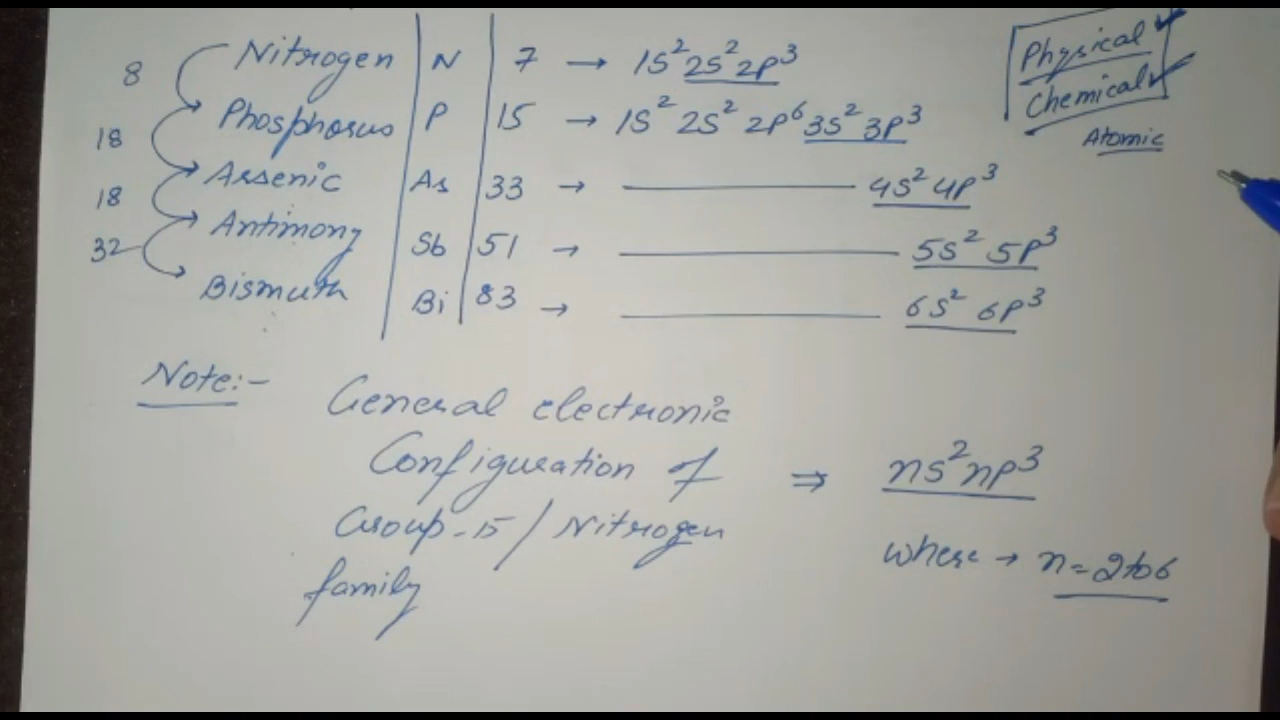 8 Nitrogen N 7 → 1S² 2S² 2P³
18 Phosphorus P 15 → 1S² 2S² 2P⁶ 3S² 3P³
18 Arsenic As 33 → 4S² 4P³
32 Antimony Sb 51 → 5S² 5P³
Bismuth Bi 83 → 6S² 6P³
Physical
Chemical
Atomic
Note:-
General electronic
Configuration of ⇒ nS² nP³
Group-15 / Nitrogen
family
where → n = 2 to 6